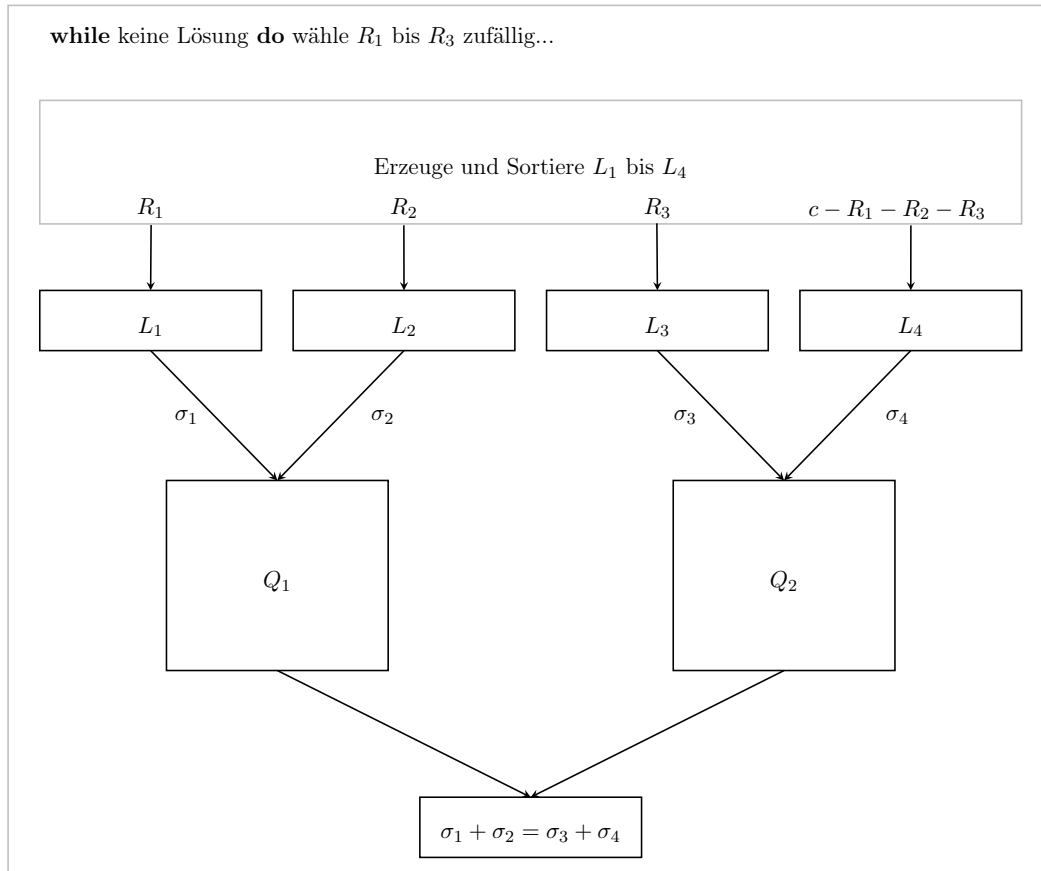 while keine Lösung do wähle R₁ bis R₃ zufällig...
Erzeuge und Sortiere L₁ bis L₄
R₁ R₂ R₃ c − R₁ − R₂ − R₃
L₁ L₂ L₃ L₄
σ₁ σ₂ σ₃ σ₄
Q₁ Q₂
σ₁ + σ₂ = σ₃ + σ₄